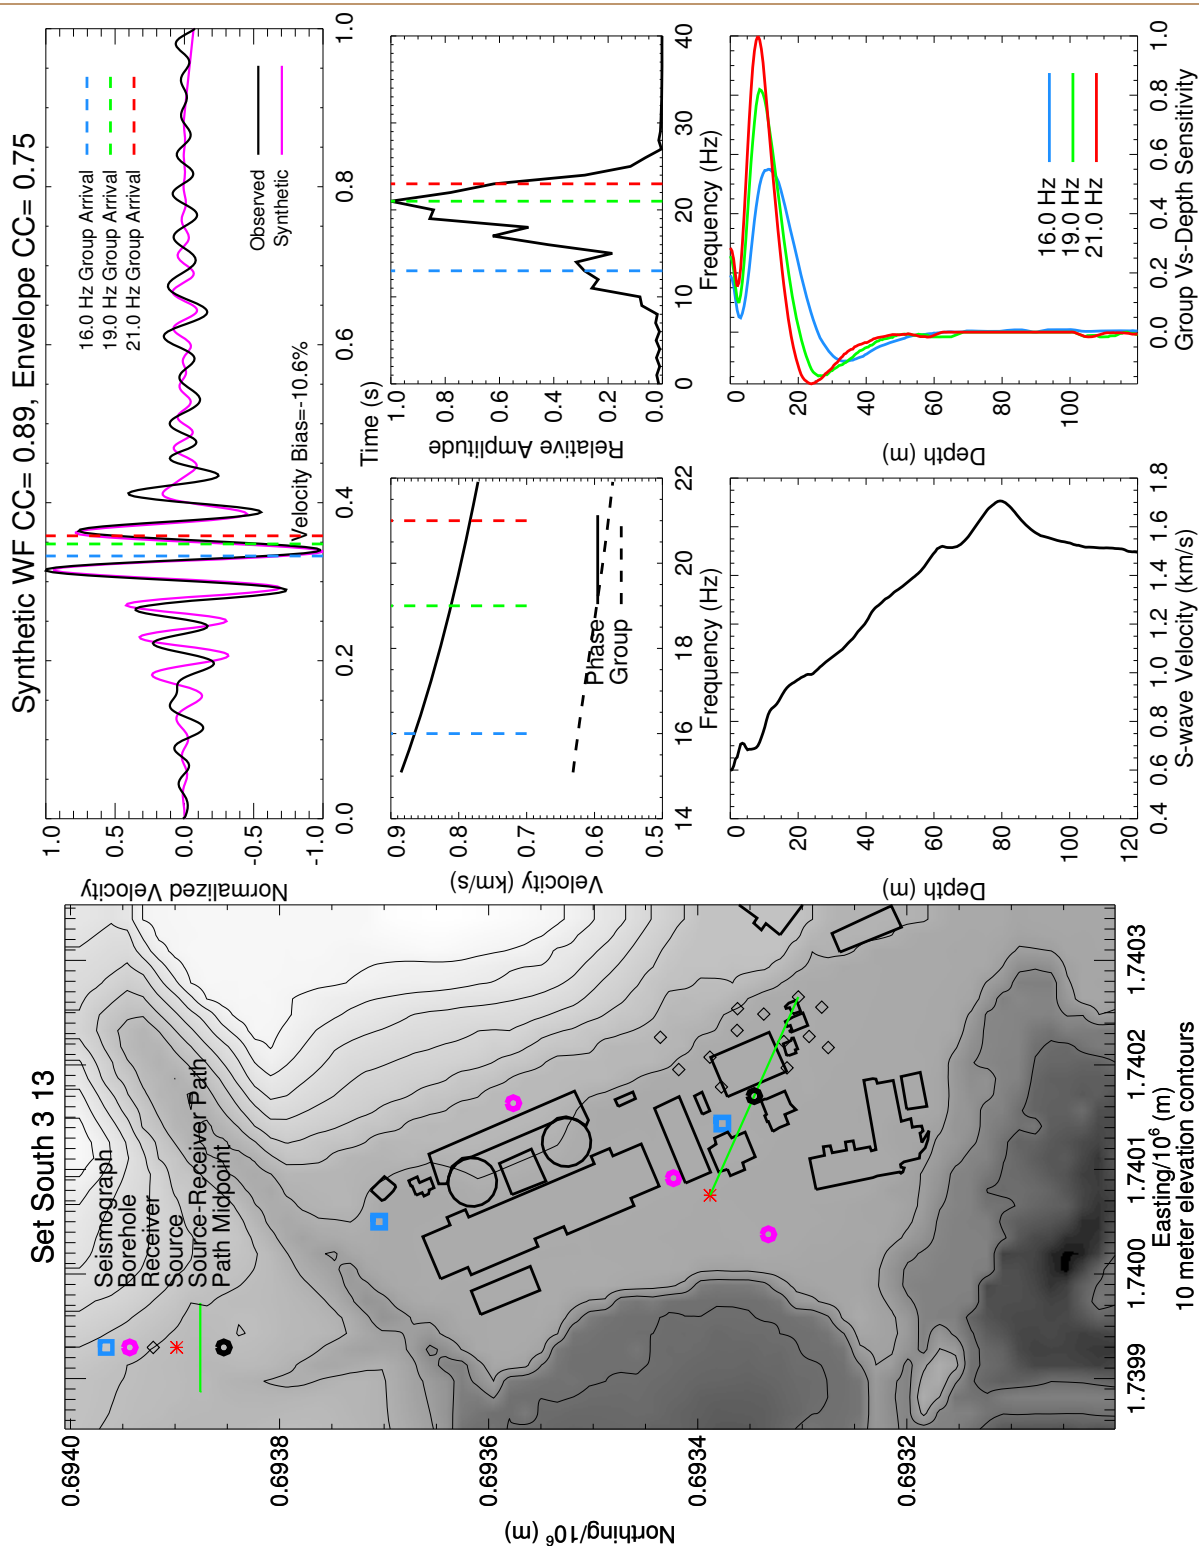 Set South 3 13
Seismograph
Borehole
Receiver
Source
Source-Receiver Path
Path Midpoint
0.6940
0.6938
0.6936
0.6934
0.6932
Northing/10⁶ (m)
1.7399
1.7400
1.7401
1.7402
1.7403
Easting/10⁶ (m)
10 meter elevation contours
Synthetic WF CC= 0.89, Envelope CC= 0.75
1.0
0.5
0.0
-0.5
-1.0
Normalized Velocity
16.0 Hz Group Arrival
19.0 Hz Group Arrival
21.0 Hz Group Arrival
Observed
Synthetic
Velocity Bias=-10.6%
0.0
0.2
0.4
0.6
0.8
1.0
Time (s)
0.9
0.8
0.7
0.6
0.5
Velocity (km/s)
Phase
Group
14
16
18
20
22
Frequency (Hz)
1.0
0.8
0.6
0.4
0.2
0.0
Relative Amplitude
0
10
20
30
40
Frequency (Hz)
0
20
40
60
80
100
120
Depth (m)
0.4
0.6
0.8
1.0
1.2
1.4
1.6
1.8
S-wave Velocity (km/s)
0
20
40
60
80
100
Depth (m)
16.0 Hz
19.0 Hz
21.0 Hz
0.0
0.2
0.4
0.6
0.8
1.0
Group Vs-Depth Sensitivity